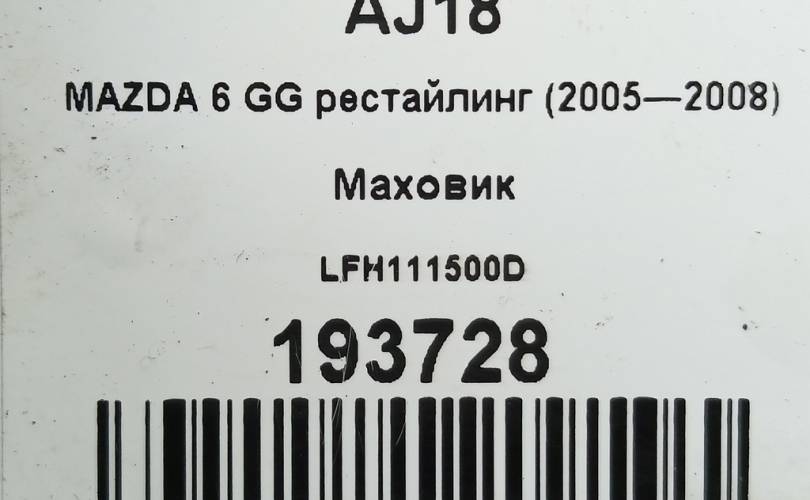 AJ18
MAZDA 6 GG рестайлинг (2005—2008)
Маховик
LFH111500D
193728